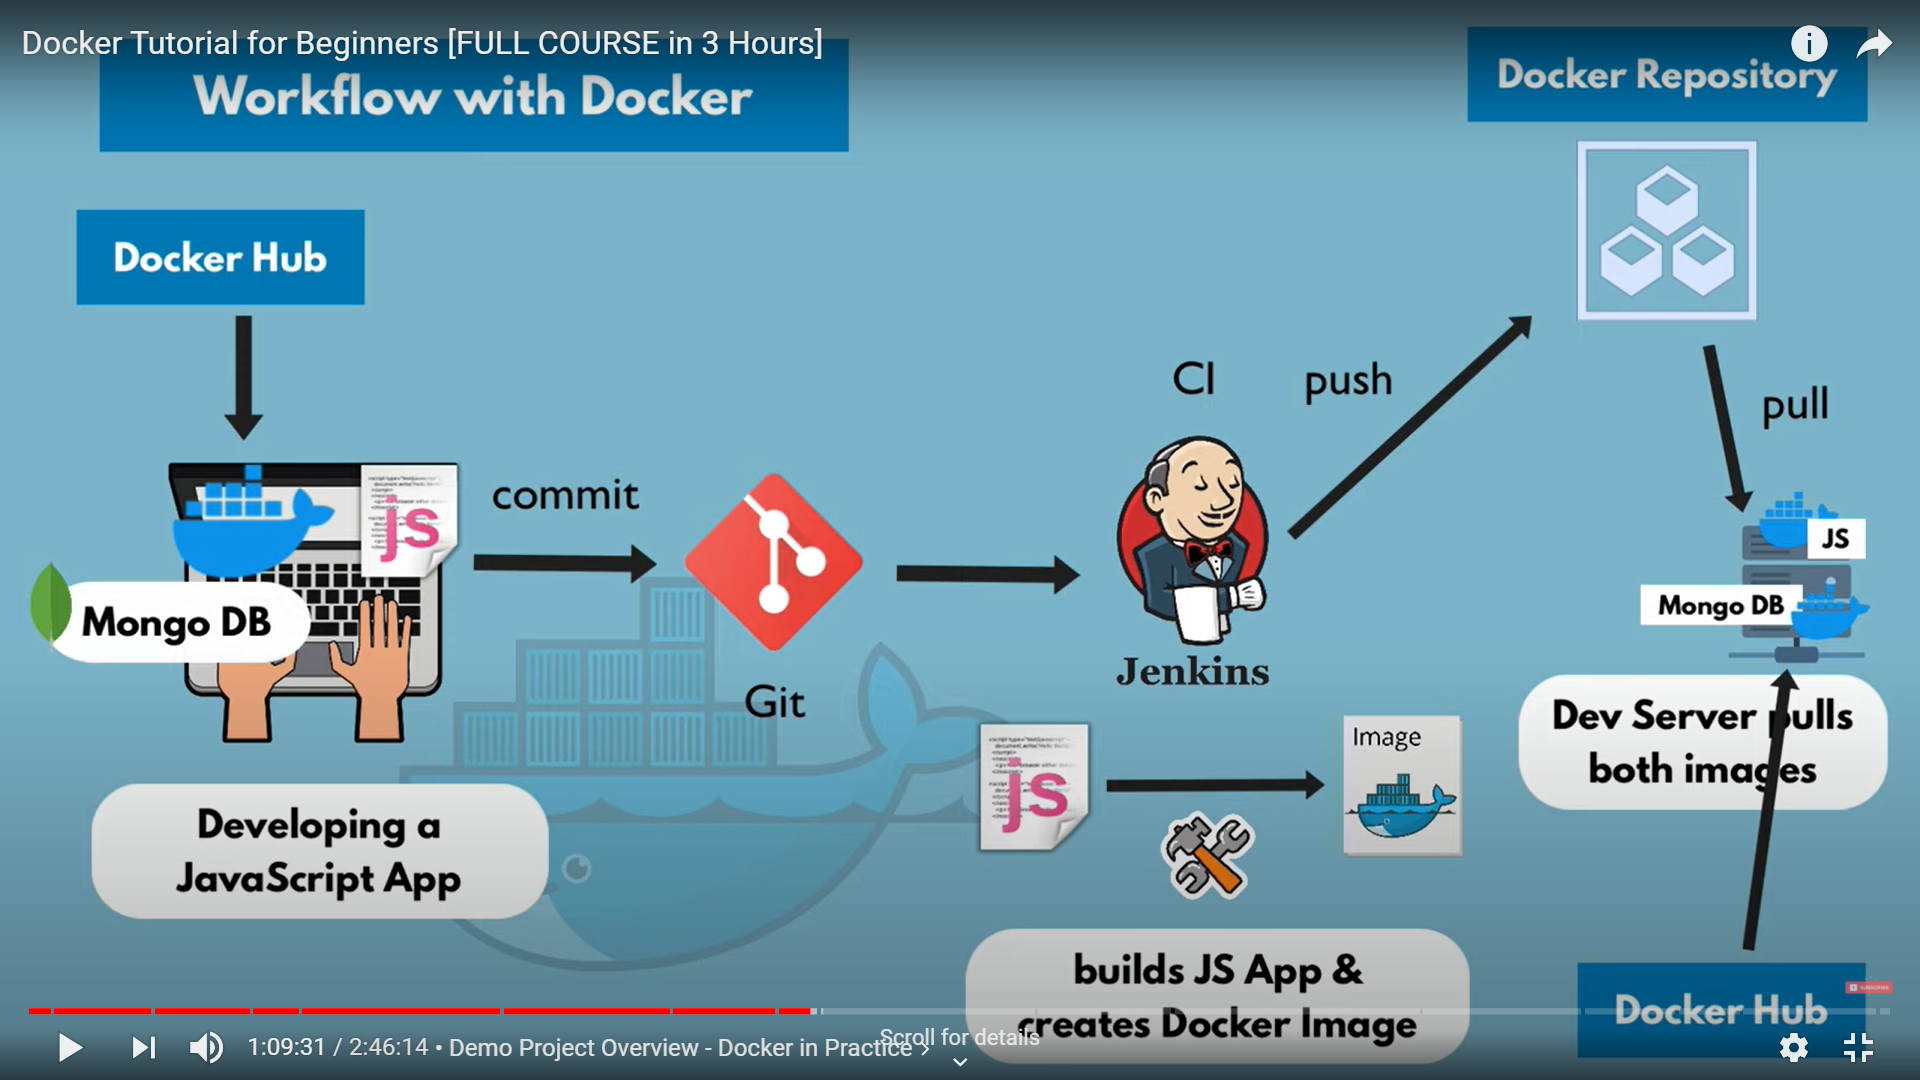 Docker Tutorial for Beginners [FULL COURSE in 3 Hours]
Workflow with Docker
Docker Repository
Docker Hub
CI
push
pull
commit
js
JS
Mongo DB
Mongo DB
Jenkins
Git
Dev Server pulls
both images
Image
js
Developing a
JavaScript App
builds JS App &
creates Docker Image
Docker Hub
SUBSCRIBE
Scroll for details
1:09:31 / 2:46:14 • Demo Project Overview - Docker in Practice